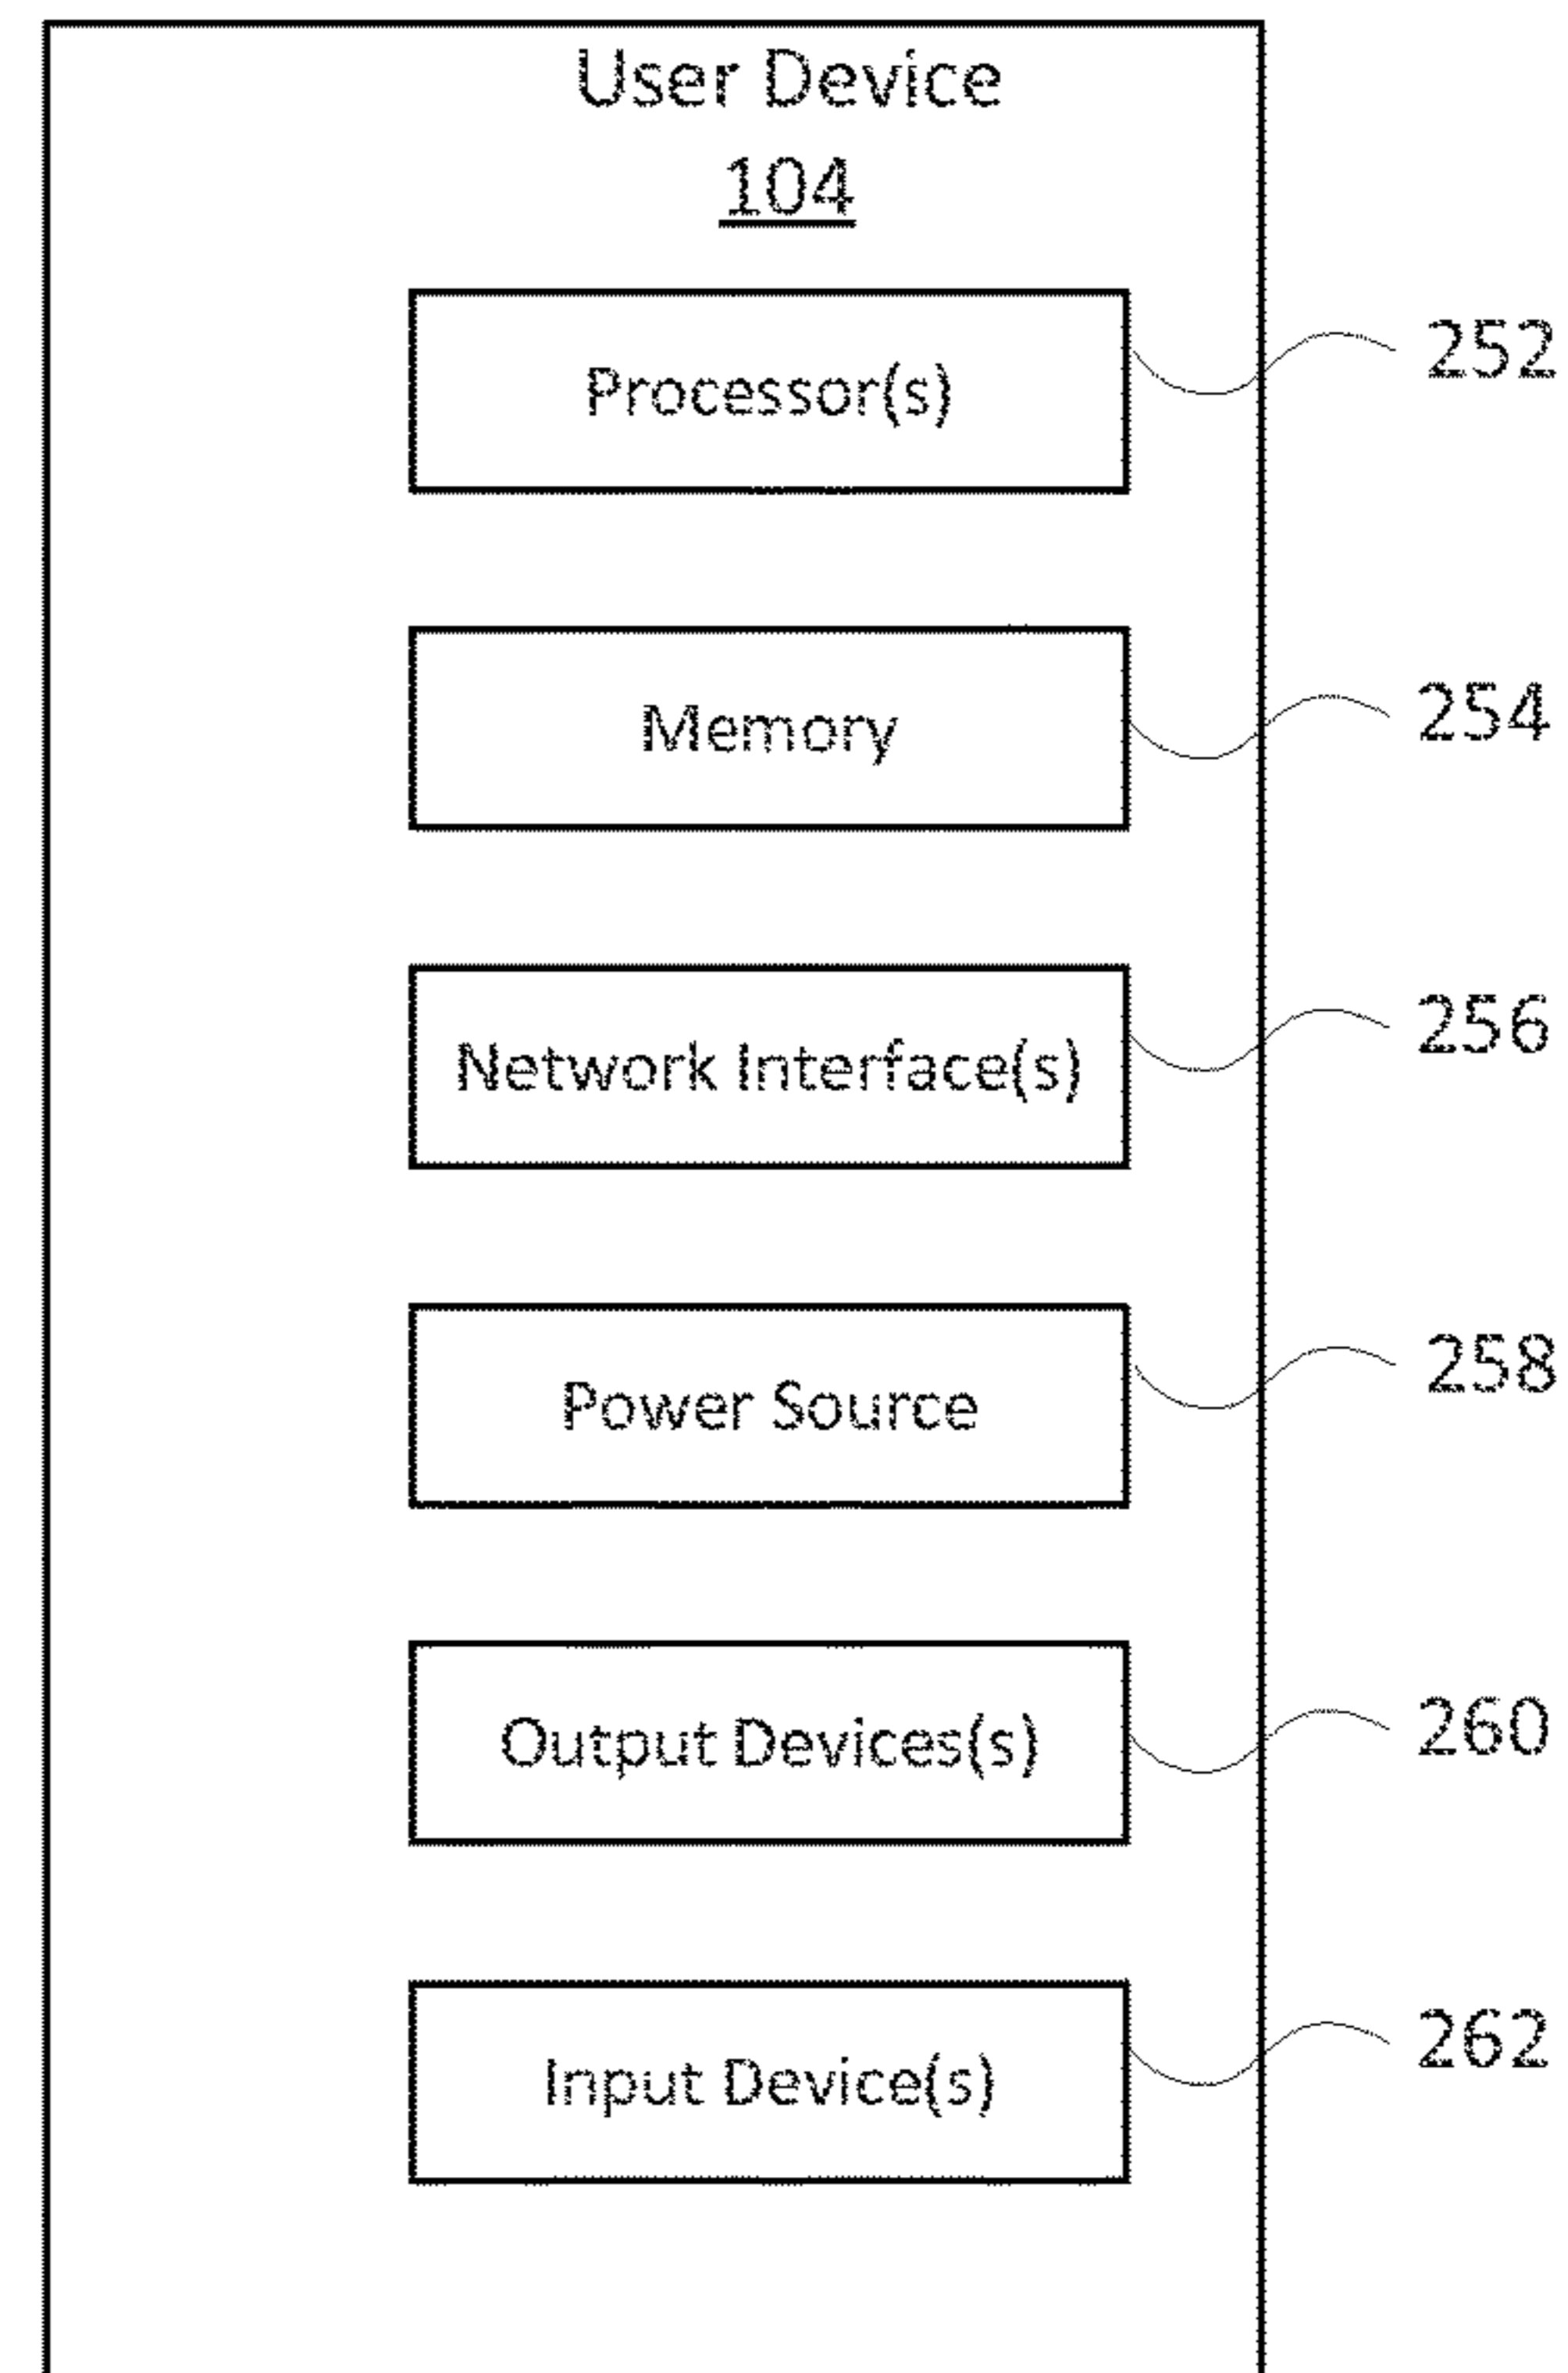 User Device
104
Processor(s)
252
Memory
254
Network Interface(s)
256
Power Source
258
Output Devices(s)
260
Input Device(s)
262